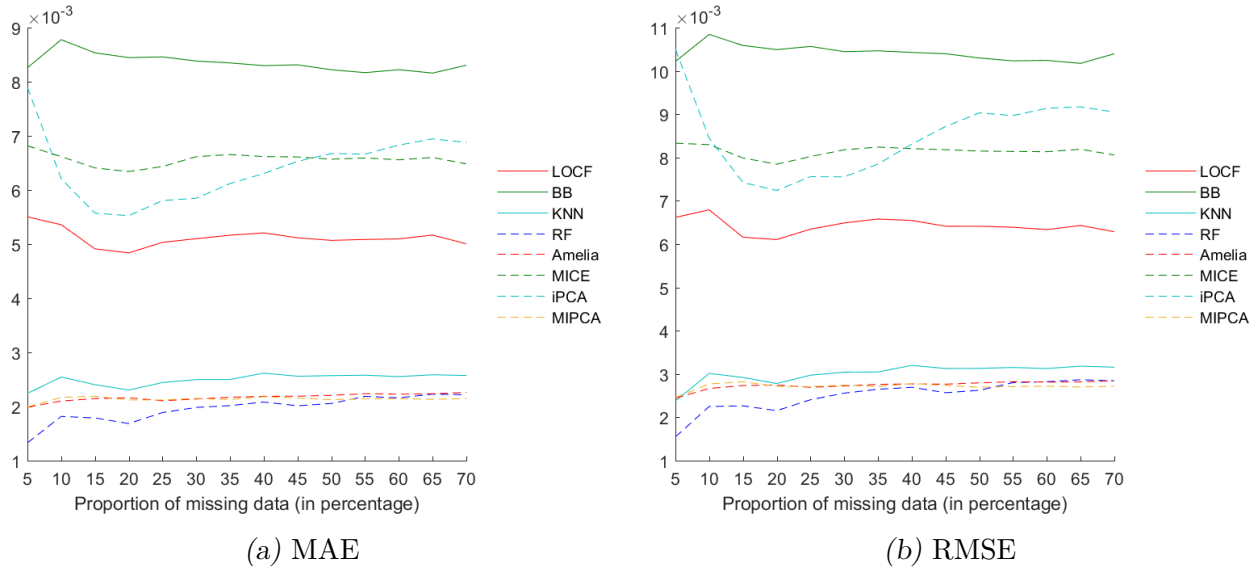 ×10-3
9
8
7
6
5
4
3
2
1
5 10 15 20 25 30 35 40 45 50 55 60 65 70
Proportion of missing data (in percentage)
LOCF
BB
KNN
RF
Amelia
MICE
iPCA
MIPCA
(a) MAE
×10-3
11
10
9
8
7
6
5
4
3
2
1
5 10 15 20 25 30 35 40 45 50 55 60 65 70
Proportion of missing data (in percentage)
LOCF
BB
KNN
RF
Amelia
MICE
iPCA
MIPCA
(b) RMSE